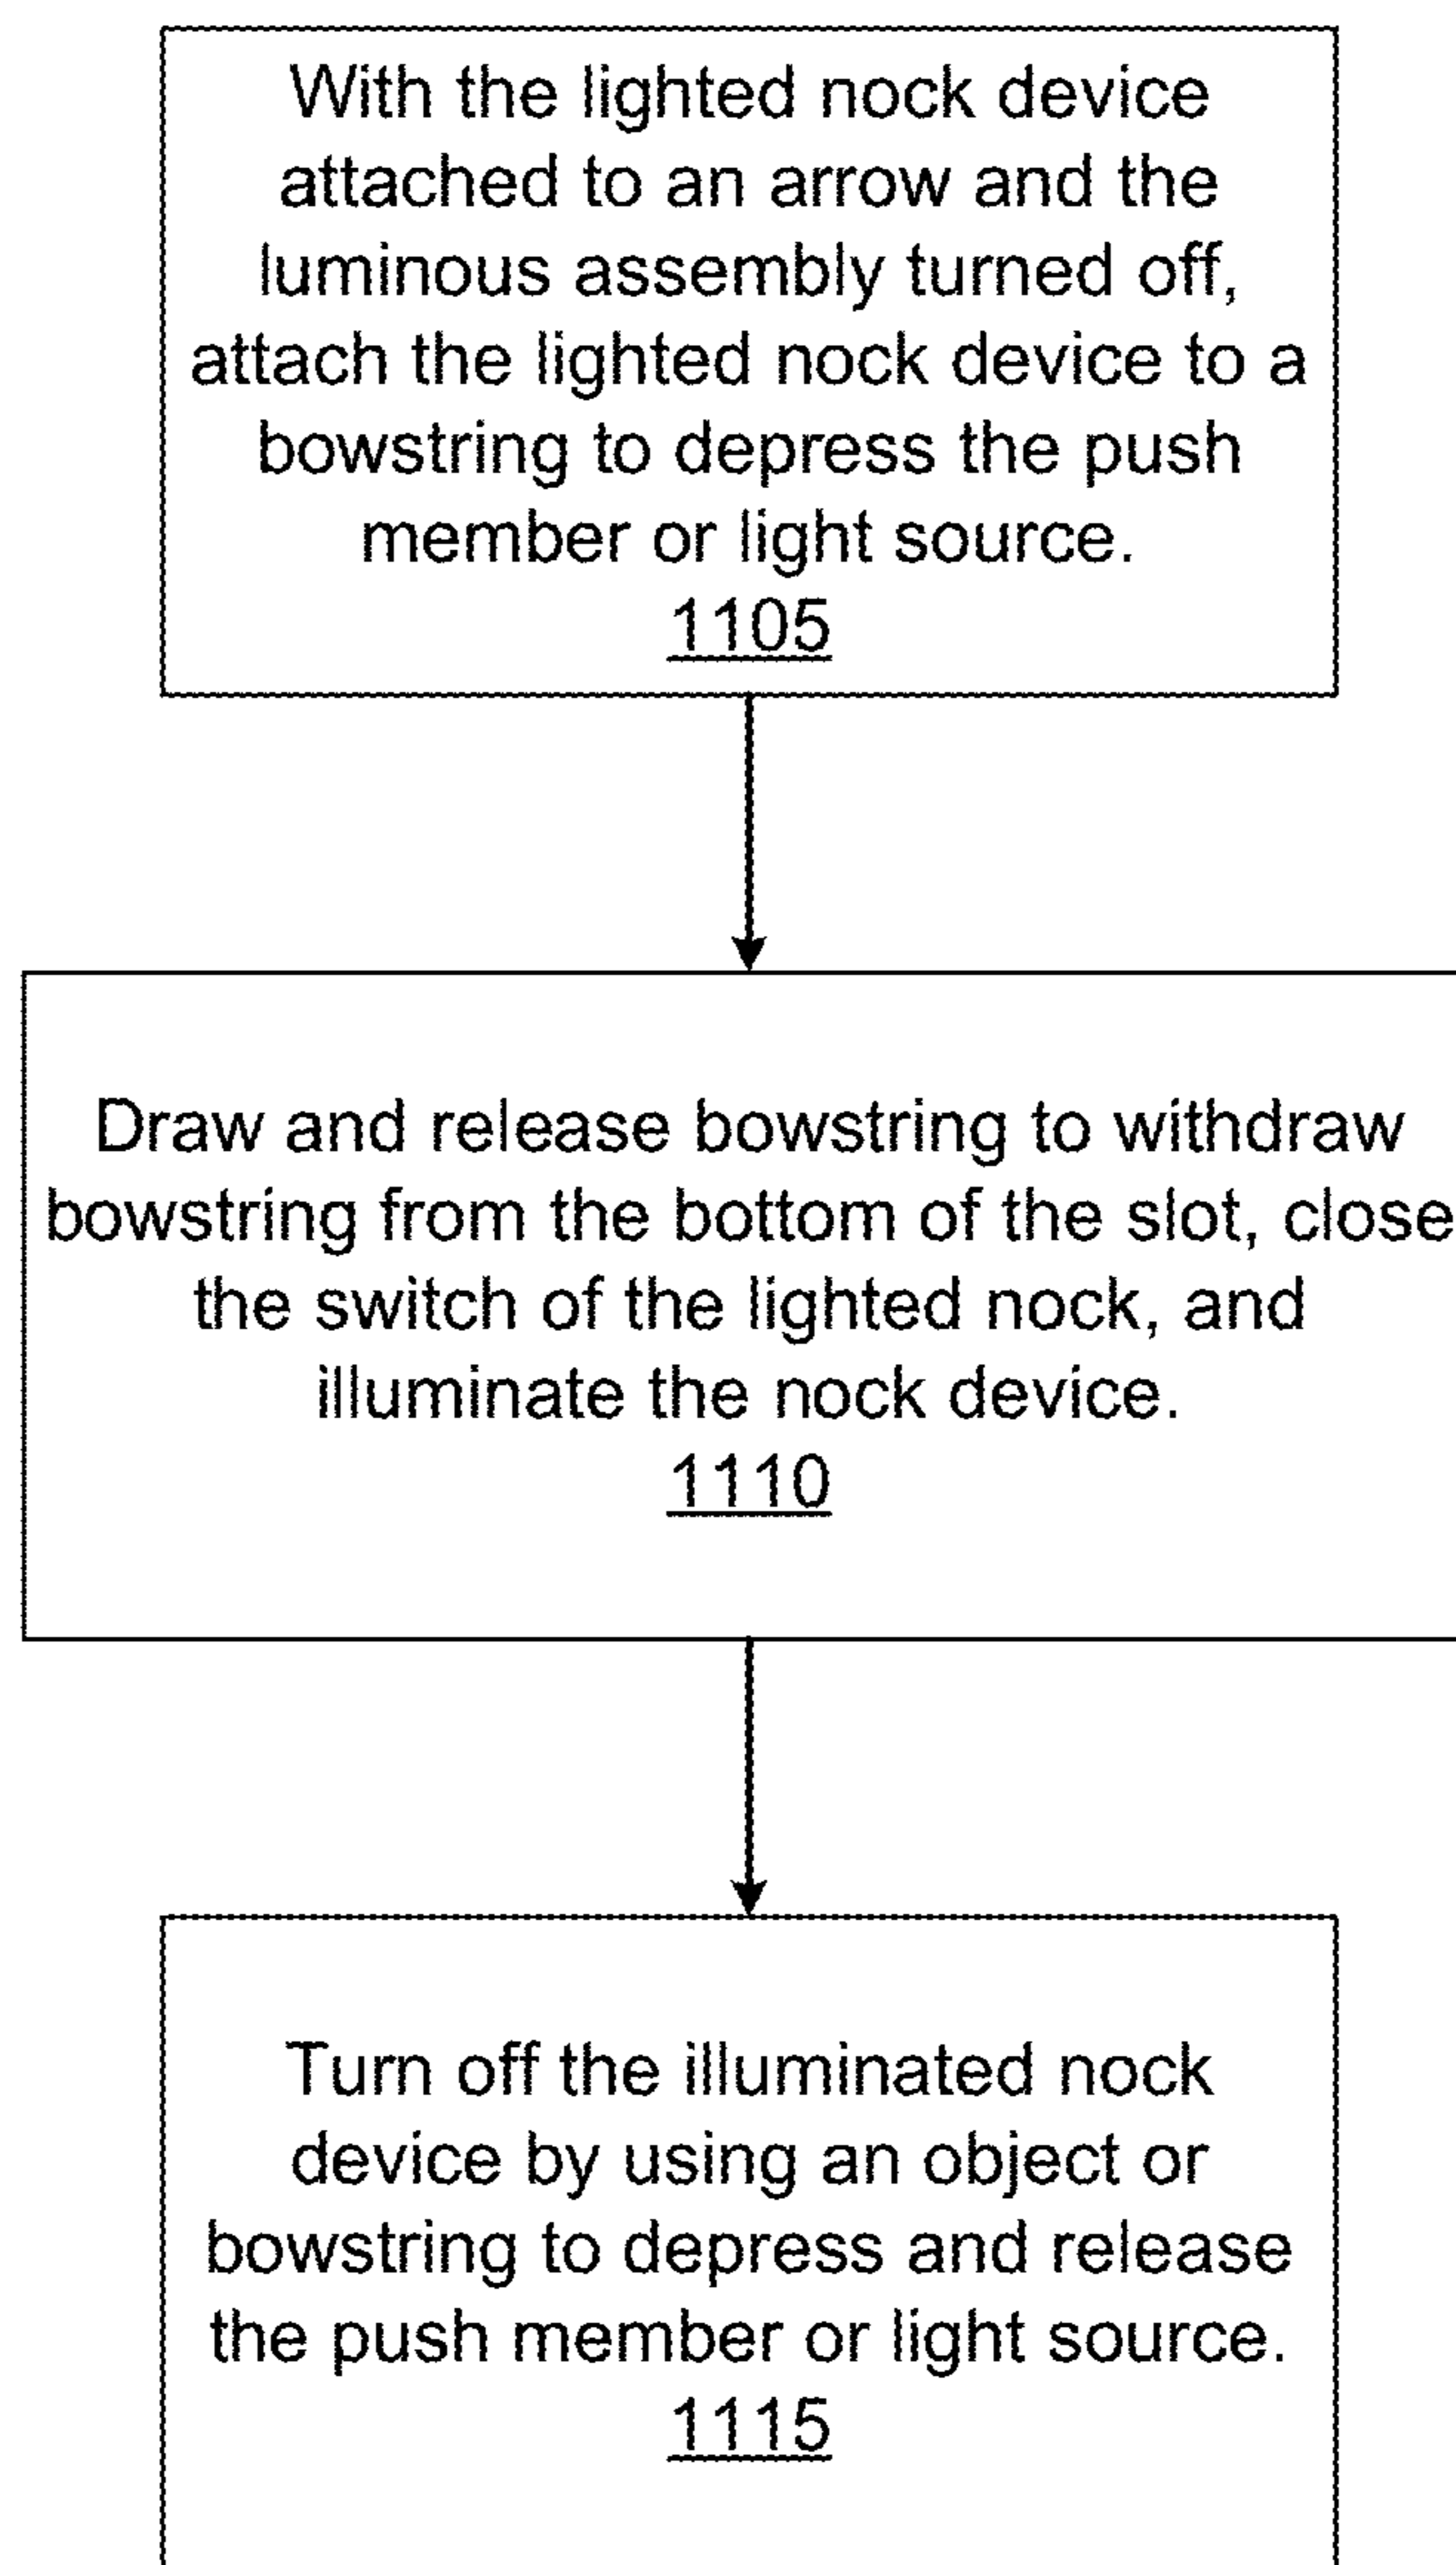 With the lighted nock device
attached to an arrow and the
luminous assembly turned off,
attach the lighted nock device to a
bowstring to depress the push
member or light source.
1105
Draw and release bowstring to withdraw
bowstring from the bottom of the slot, close
the switch of the lighted nock, and
illuminate the nock device.
1110
Turn off the illuminated nock
device by using an object or
bowstring to depress and release
the push member or light source.
1115